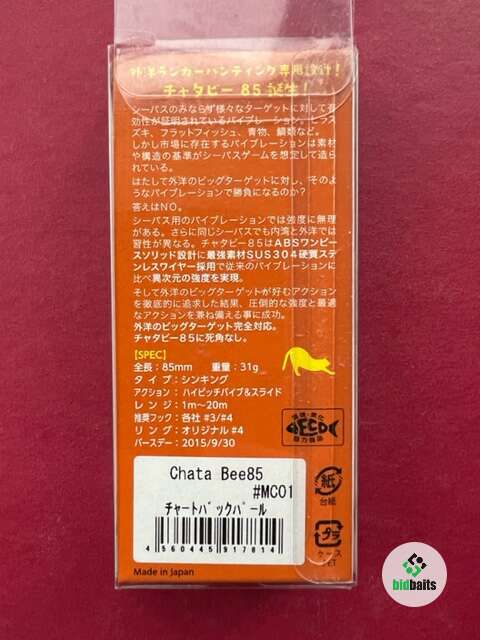 外洋ランカーハンティング専用設計!
チャタビー 85 誕生!
シーバスのみならず様々なターゲットに対して有
効性が証明されているバイブレーション。ヒラス
ズキ、フラットフィッシュ、青物、鯛類など。
しかし市場に存在するバイブレーションは素材
や構造の基準がシーバスゲームを想定して造ら
れている。
はたして外洋のビッグターゲットに対し、そのよ
うなバイブレーションで勝負になるのか?
答えはNO。
シーバス用のバイブレーションでは強度に無理
がある。さらに同じシーバスでも内湾と外洋では
習性が異なる。チャタビー85はABSワンピー
スソリッド設計に最強素材SUS304硬質ステ
ンレスワイヤー採用で従来のバイブレーション
に比べ異次元の強度を実現。
そして外洋のビッグターゲットが好むアクション
を徹底的に追求した結果、圧倒的な強度と最適
なアクションを兼ね備える事に成功。
外洋のビッグターゲット完全対応。
チャタビー85に死角なし。
[SPEC]
全長:85mm 重量:31g
タイプ:シンキング
アクション:ハイピッチバイブ&スライド
レンジ:1m〜20m
推奨フック:各社 #3/#4
リング:オリジナル #4
バースデー:2015/9/30
環境・変化
ECO
協力商品
Chata Bee85
#MC01
チャートバックパール
4 560445 917814
紙
台紙
プラ
ケース
PET
Made in Japan
bidbaits